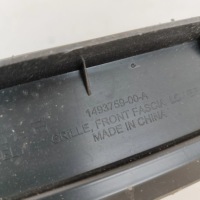 1493759-00-A
GRILLE, FRONT FASCIA,
MADE IN CHINA